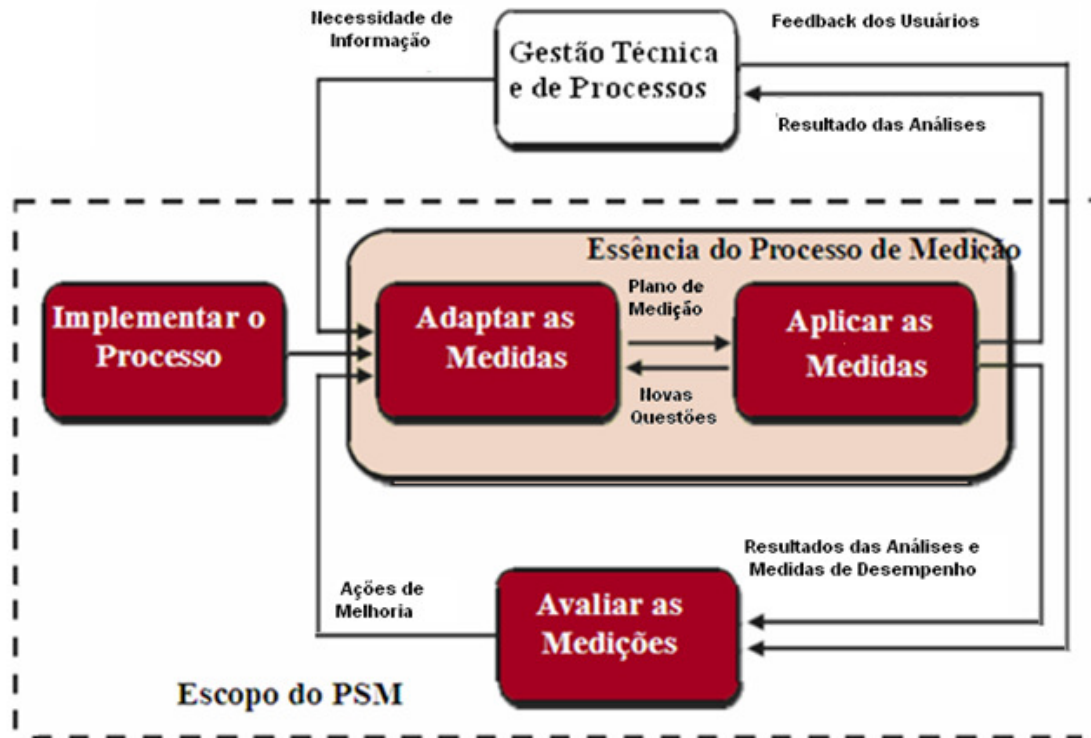 Necessidade de
Informação
Feedback dos Usuários
Gestão Técnica
e de Processos
Resultado das Análises
Essência do Processo de Medição
Implementar o
Processo
Adaptar as
Medidas
Plano de
Medição
Novas
Questões
Aplicar as
Medidas
Resultados das Análises e
Medidas de Desempenho
Ações de
Melhoria
Avaliar as
Medições
Escopo do PSM